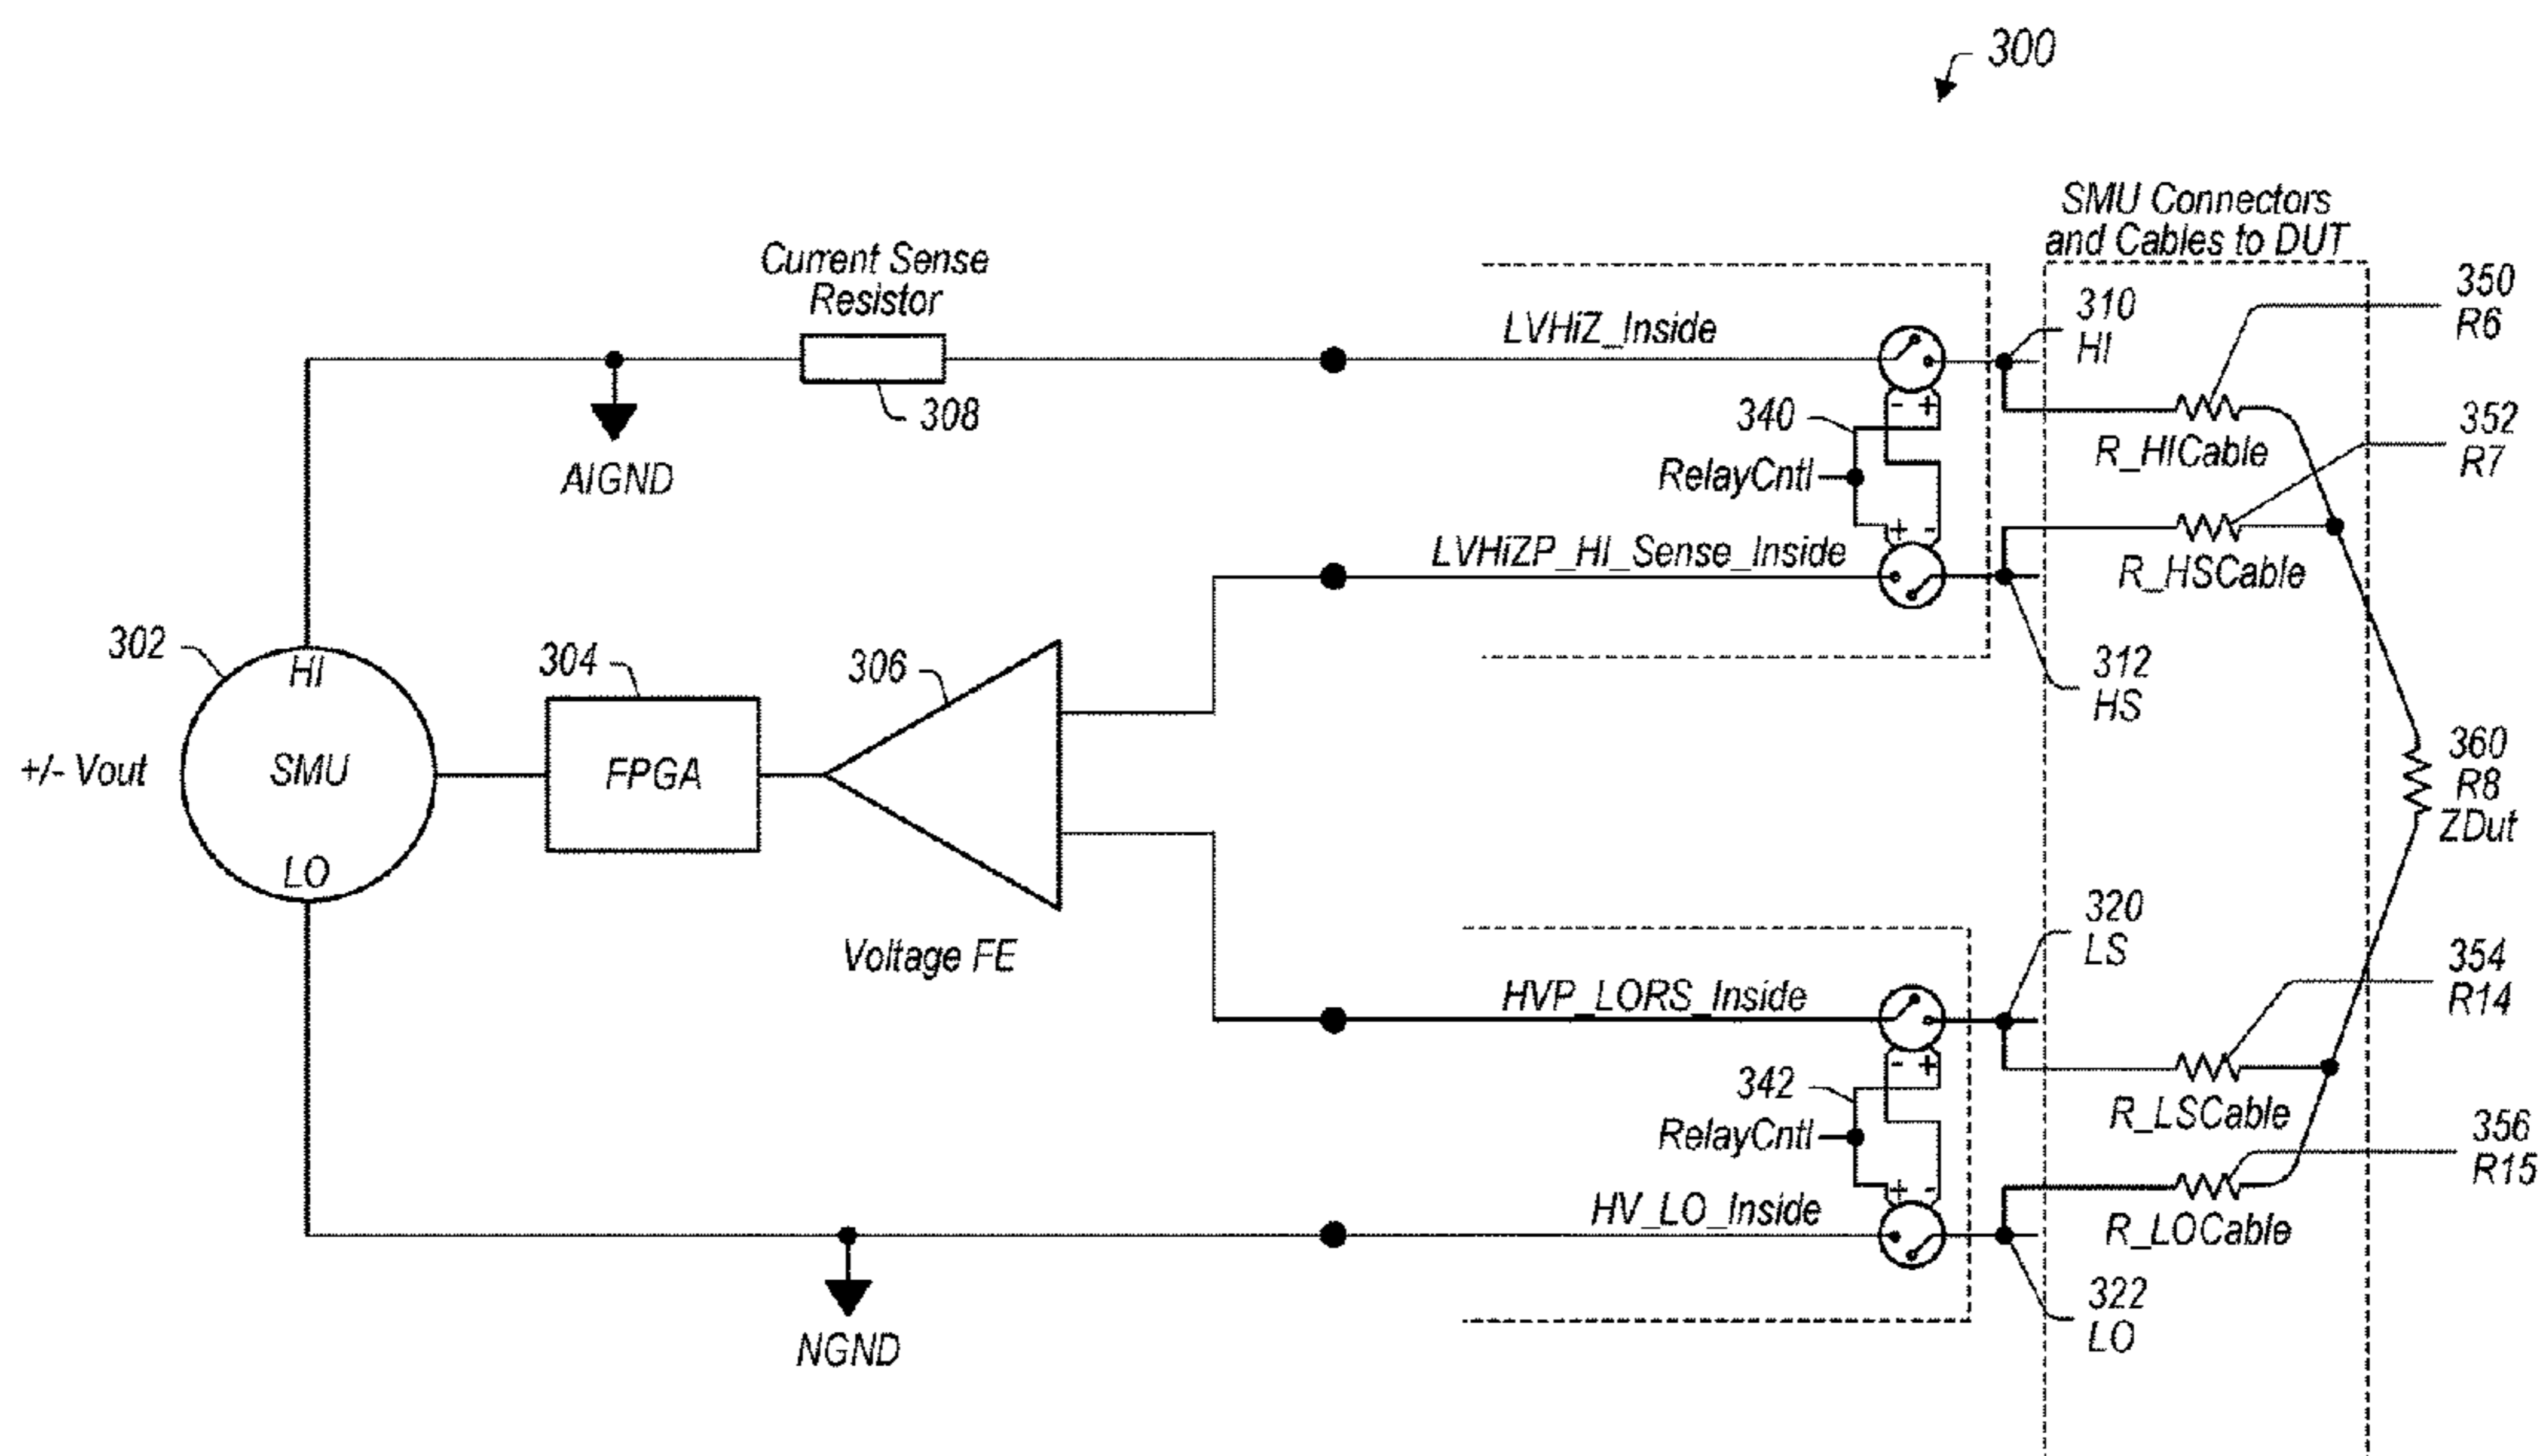 300
SMU Connectors
and Cables to DUT
Current Sense
Resistor
308
AIGND
LVHiZ_Inside
310
HI
350
R6
340
- +
RelayCntl
+ -
R_HICable
352
R7
LVHiZP_HI_Sense_Inside
R_HSCable
312
HS
302
HI
SMU
LO
+/- Vout
304
FPGA
306
Voltage FE
360
R8
ZDut
320
LS
HVP_LORS_Inside
354
R14
342
- +
RelayCntl
+ -
R_LSCable
356
R15
HV_LO_Inside
R_LOCable
322
LO
NGND